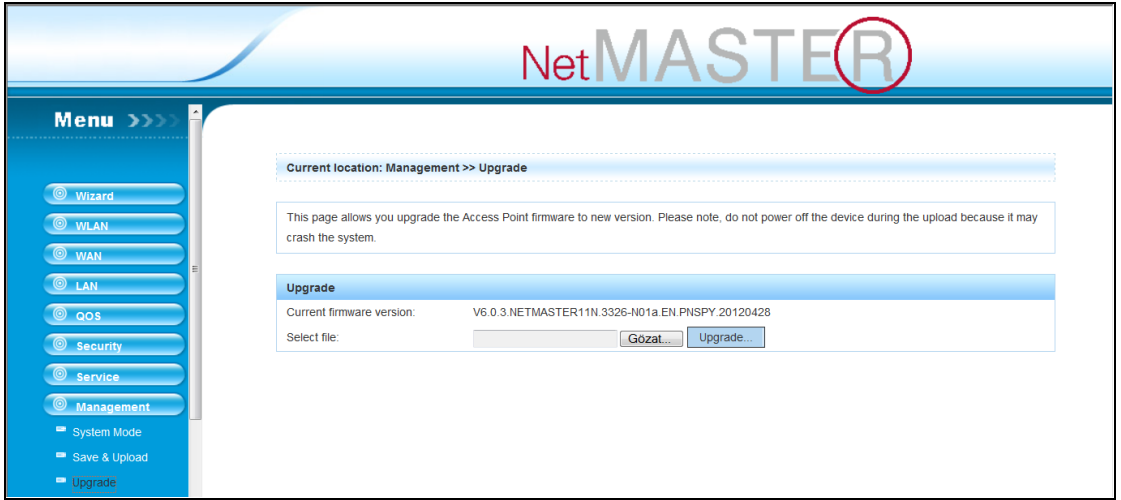 NetMASTER
Menu >>>>
Wizard
WLAN
WAN
LAN
QOS
Security
Service
Management
System Mode
Save & Upload
Upgrade
Current location: Management >> Upgrade
This page allows you upgrade the Access Point firmware to new version. Please note, do not power off the device during the upload because it may
crash the system.
Upgrade
Current firmware version: V6.0.3.NETMASTER11N.3326-N01a.EN.PNSPY.20120428
Select file: Gözat... Upgrade...